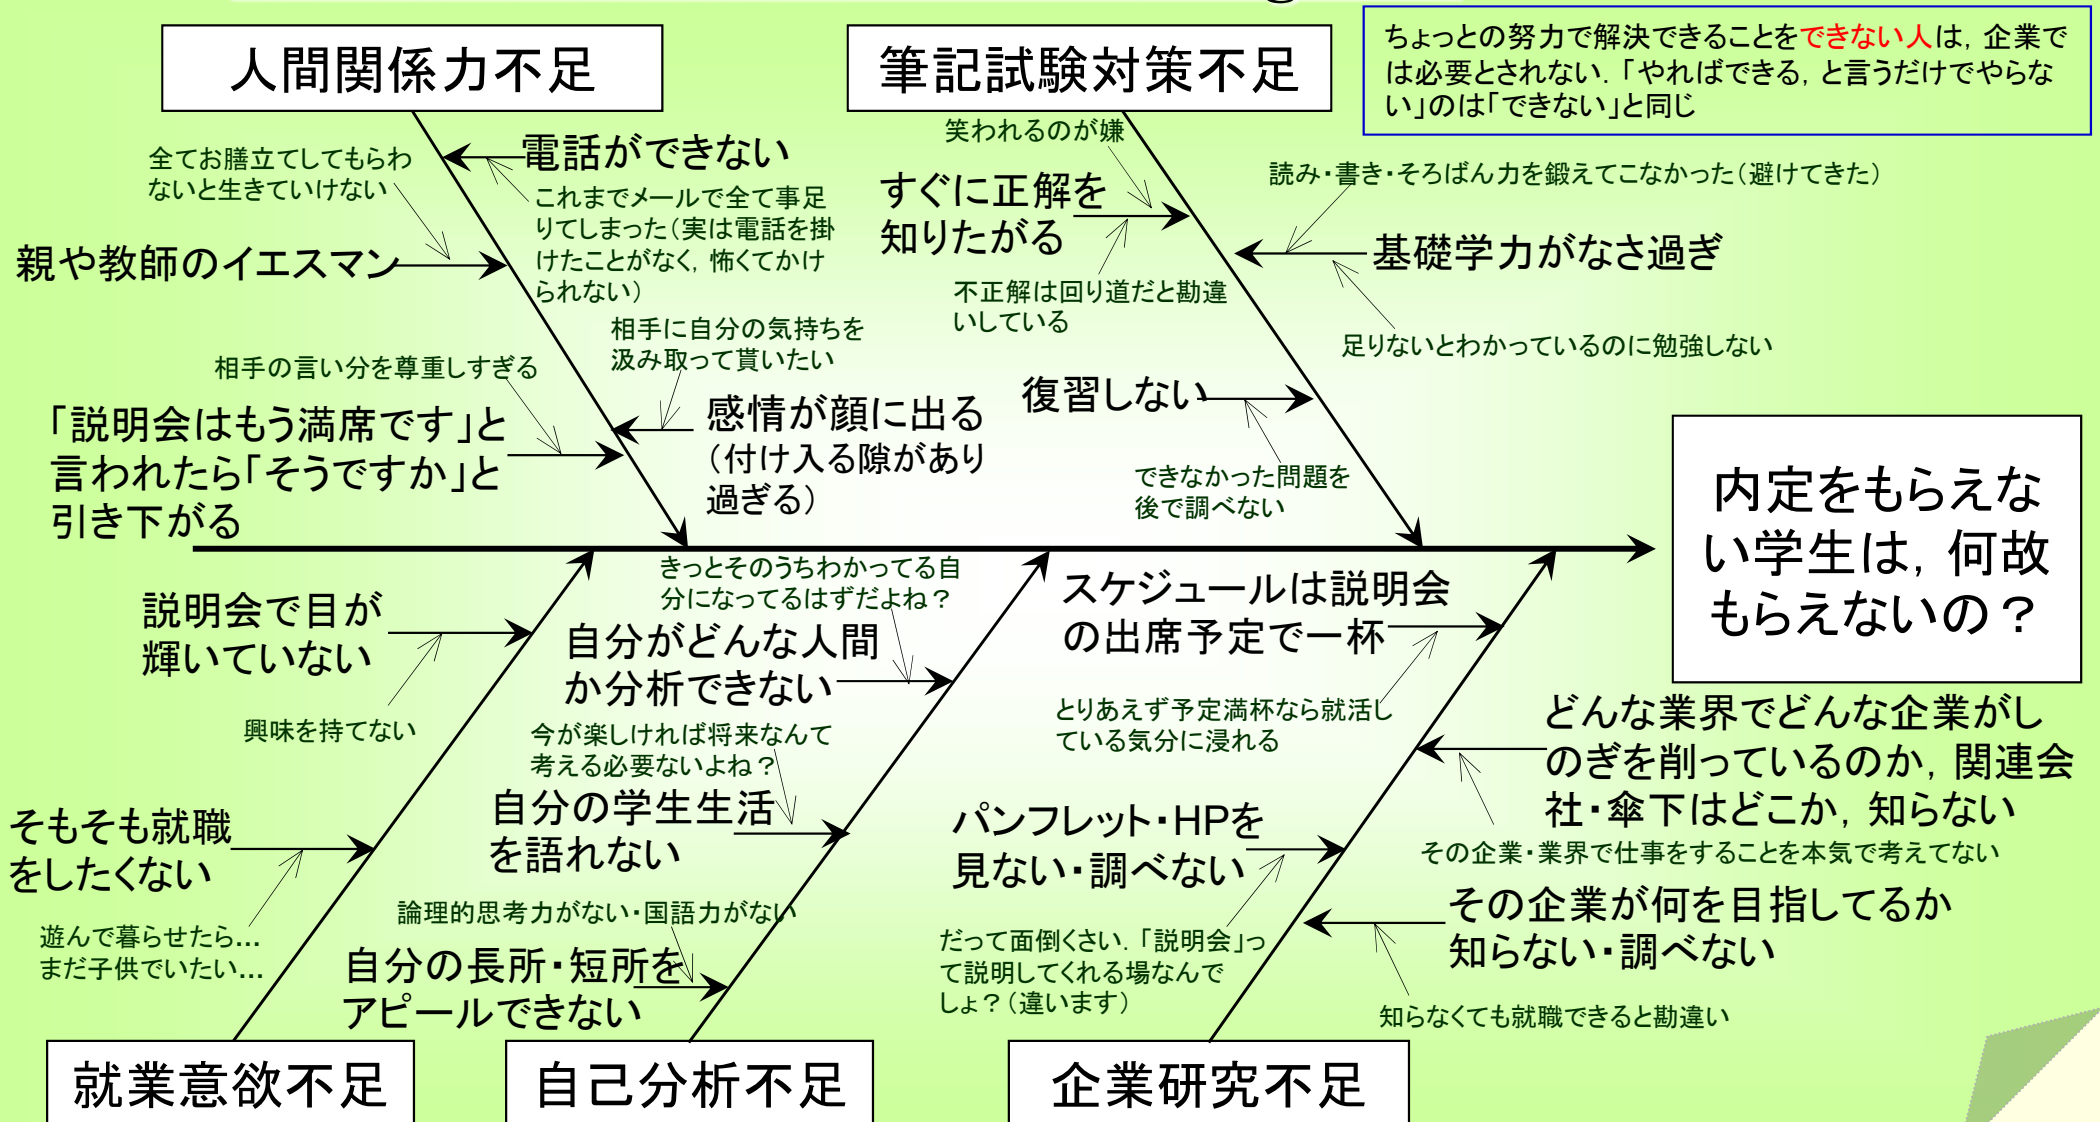 人間関係力不足
筆記試験対策不足
ちょっとの努力で解決できることをできない人は，企業で
は必要とされない．「やればできる，と言うだけでやらな
い」のは「できない」と同じ
全てお膳立てしてもらわ
ないと生きていけない
電話ができない
これまでメールで全て事足
りてしまった（実は電話を掛
けたことがなく，怖くてかけ
られない）
親や教師のイエスマン
相手に自分の気持ちを
汲み取って貰いたい
相手の言い分を尊重しすぎる
「説明会はもう満席です」と
言われたら「そうですか」と
引き下がる
感情が顔に出る
（付け入る隙があり
過ぎる）
笑われるのが嫌
すぐに正解を
知りたがる
不正解は回り道だと勘違
いしている
読み・書き・そろばん力を鍛えてこなかった（避けてきた）
基礎学力がなさ過ぎ
足りないとわかっているのに勉強しない
復習しない
できなかった問題を
後で調べない
内定をもらえな
い学生は，何故
もらえないの？
説明会で目が
輝いていない
興味を持てない
そもそも就職
をしたくない
遊んで暮らせたら…
まだ子供でいたい…
きっとそのうちわかってる自
分になってるはずだよね？
自分がどんな人間
か分析できない
今が楽しければ将来なんて
考える必要ないよね？
自分の学生生活
を語れない
論理的思考力がない・国語力がない
自分の長所・短所を
アピールできない
スケジュールは説明会
の出席予定で一杯
とりあえず予定満杯なら就活し
ている気分に浸れる
どんな業界でどんな企業がし
のぎを削っているのか，関連会
社・傘下はどこか，知らない
その企業・業界で仕事をすることを本気で考えてない
パンフレット・HPを
見ない・調べない
だって面倒くさい．「説明会」っ
て説明してくれる場なんで
しょ？（違います）
その企業が何を目指してるか
知らない・調べない
知らなくても就職できると勘違い
就業意欲不足
自己分析不足
企業研究不足